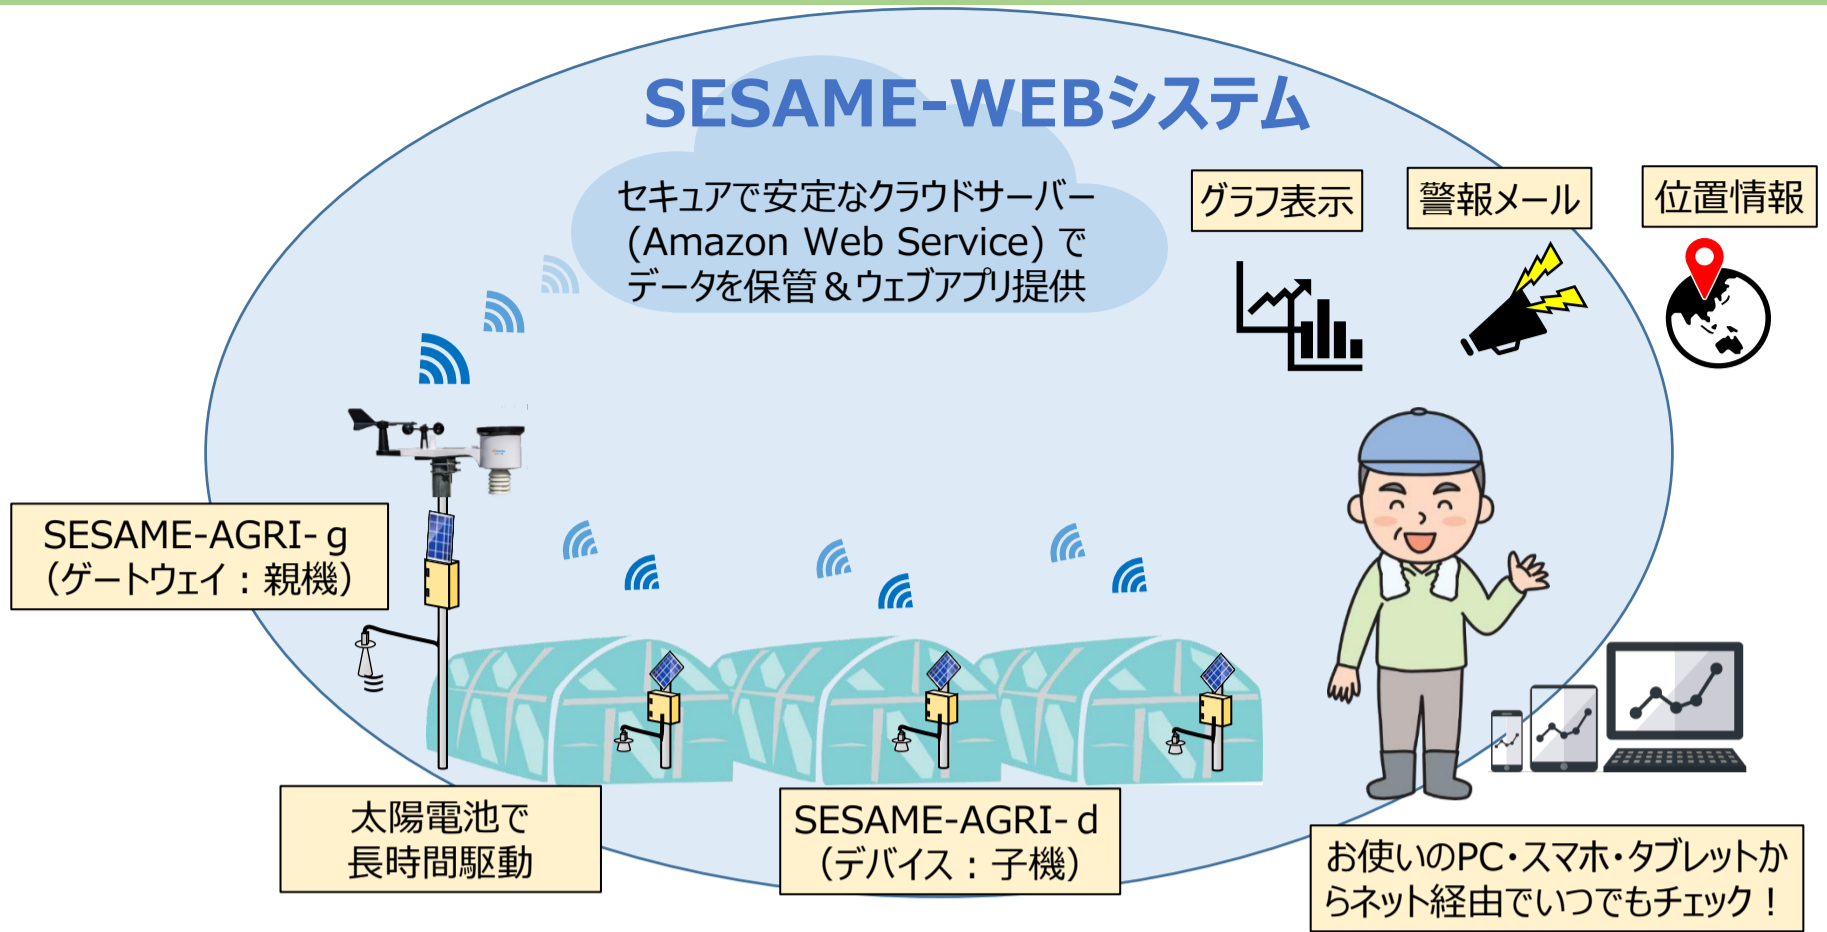 SESAME-WEBシステム
セキュアで安定なクラウドサーバー
(Amazon Web Service) で
データを保管＆ウェブアプリ提供
グラフ表示
警報メール
位置情報
SESAME-AGRI- g
（ゲートウェイ：親機）
太陽電池で
長時間駆動
SESAME-AGRI- d
（デバイス：子機）
お使いのPC・スマホ・タブレットか
らネット経由でいつでもチェック！